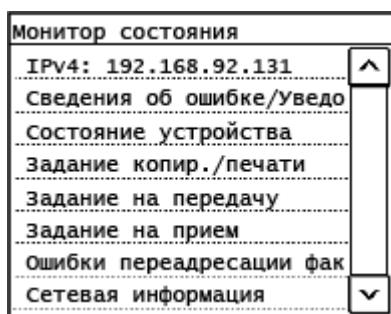 Монитор состояния
IPv4: 192.168.92.131
Сведения об ошибке/Уведо
Состояние устройства
Задание копир./печати
Задание на передачу
Задание на прием
Ошибки переадресации фак
Сетевая информация